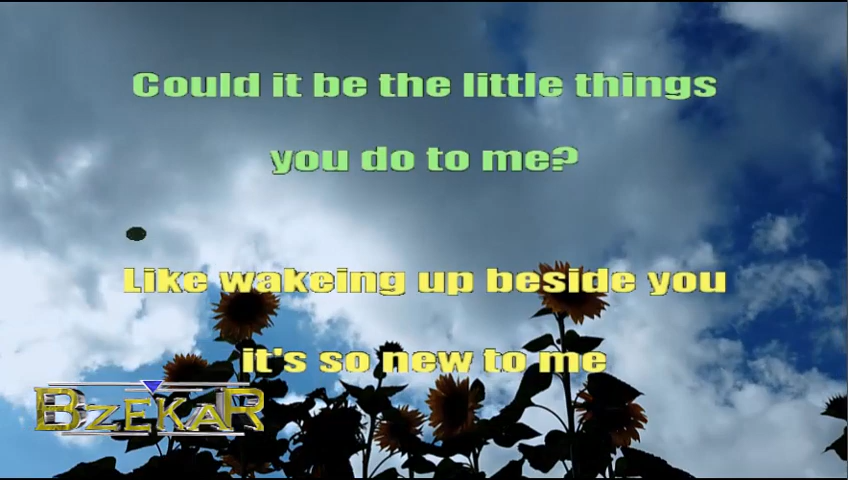 Could it be the little things
you do to me?
Like wakeing up beside you
it's so new to me
BzEKaR